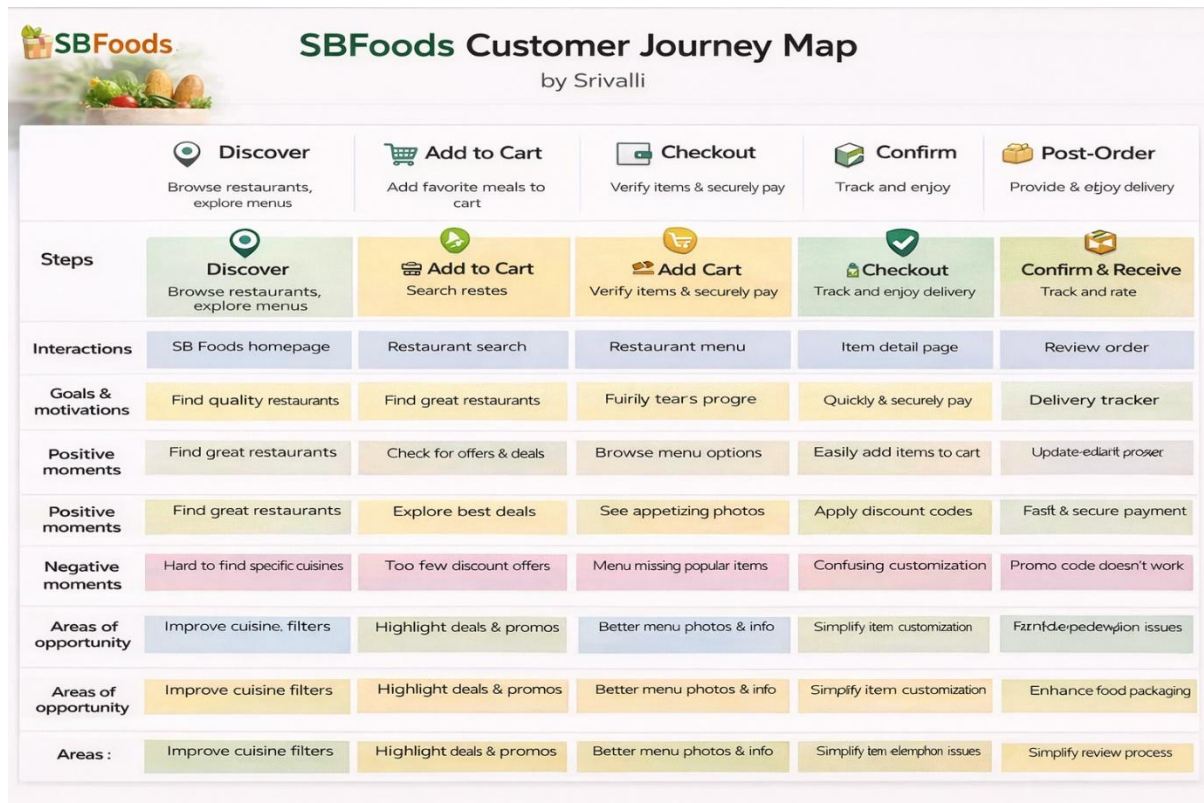 SBFoods
SBFoods Customer Journey Map
by Srivalli
Discover
Browse restaurants,
explore menus
Add to Cart
Add favorite meals to
cart
Checkout
Verify items & securely pay
Confirm
Track and enjoy
Post-Order
Provide & delivery
Steps
Discover
Browse restaurants,
explore menus
Add to Cart
Search restes
Add Cart
Verify items & securely pay
Checkout
Track and enjoy delivery
Confirm & Receive
Track and rate
Interactions
SB Foods homepage
Restaurant search
Restaurant menu
Item detail page
Review order
Goals &
motivations
Find quality restaurants
Find great restaurants
Fuirily tear's progre
Quickly & securely pay
Delivery tracker
Positive
moments
Find great restaurants
Check for offers & deals
Browse menu options
Easily add items to cart
Positive
moments
Find great restaurants
Explore best deals
See appetizing photos
Apply discount codes
& secure payment
Negative
moments
Hard to find specific cuisines
Too few discount offers
Menu missing popular items
Confusing customization
Promo code doesn't work
Areas of
opportunity
Improve cuisine, filters
Highlight deals & promos
Better menu photos & info
Simplify item customization
issues
Areas of
opportunity
Improve cuisine filters
Highlight deals & promos
Better menu photos & info
Simplify item customization
Enhance food packaging
Areas :
Improve cuisine filters
Highlight deals & promos
Better menu photos & info
Simplify issues
Simplify review process